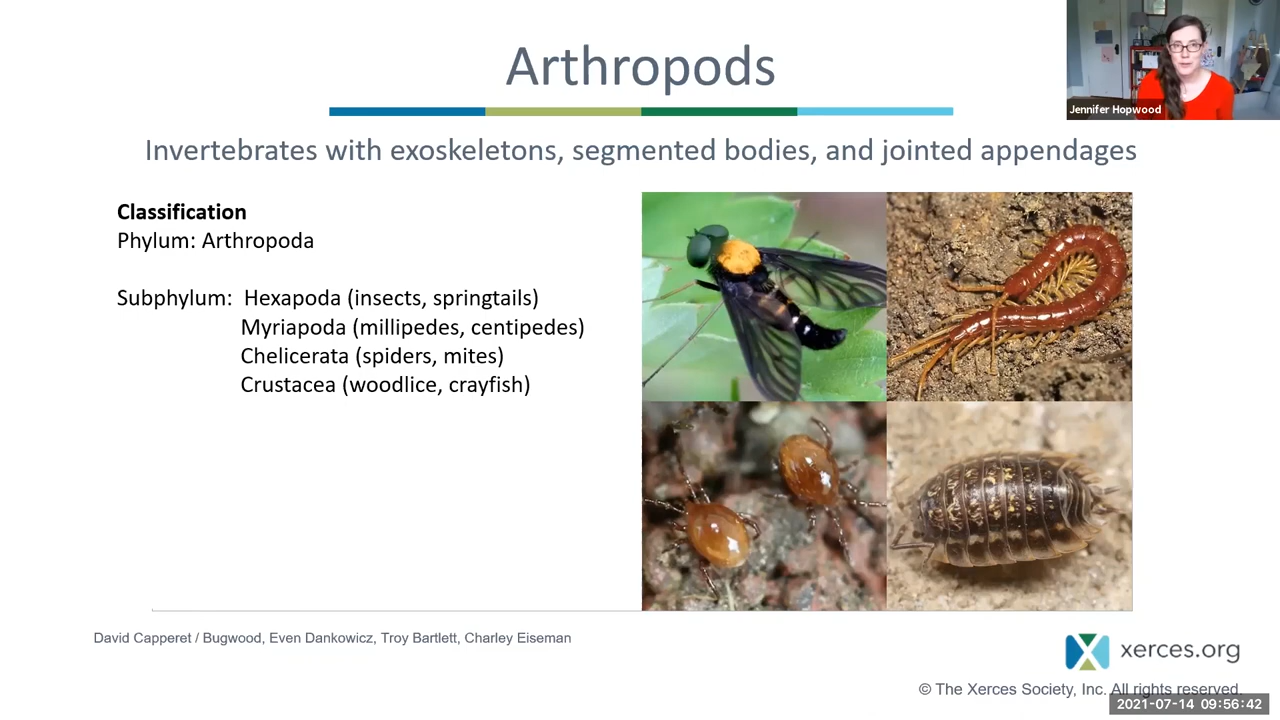 Arthropods
Jennifer Hopwood
Invertebrates with exoskeletons, segmented bodies, and jointed appendages
Classification
Phylum: Arthropoda
Subphylum: Hexapoda (insects, springtails)
Myriapoda (millipedes, centipedes)
Chelicerata (spiders, mites)
Crustacea (woodlice, crayfish)
David Capperet / Bugwood, Even Dankowicz, Troy Bartlett, Charley Eiseman
xerces.org
© The Xerces Society, Inc. All rights reserved.
2021-07-14 09:56:42